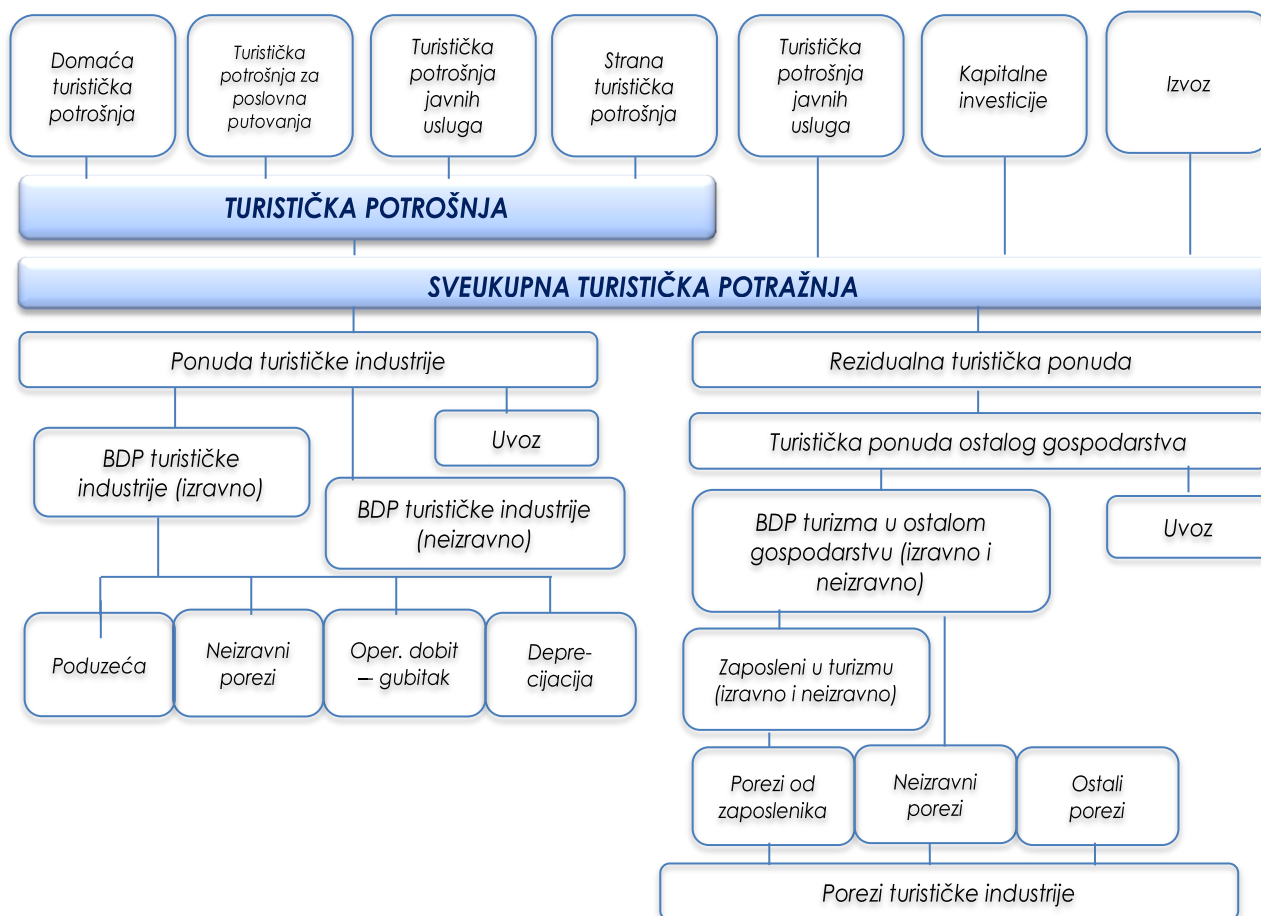 Domaća
turistička
potrošnja
Turistička
potrošnja za
poslovna
putovanja
Turistička
potrošnja
javnih
usluga
Strana
turistička
potrošnja
Turistička
potrošnja
javnih
usluga
Kapitalne
investicije
Izvoz
TURISTIČKA POTROŠNJA
SVEUKUPNA TURISTIČKA POTRAŽNJA
Ponuda turističke industrije
Rezidualna turistička ponuda
Uvoz
Turistička ponuda ostalog gospodarstva
BDP turističke
industrije (izravno)
BDP turističke industrije
(neizravno)
BDP turizma u ostalom
gospodarstvu (izravno i
neizravno)
Uvoz
Poduzeća
Neizravni
porezi
Oper. dobit
– gubitak
Depre-
cijacija
Zaposleni u turizmu
(izravno i neizravno)
Porezi od
zaposlenika
Neizravni
porezi
Ostali
porezi
Porezi turističke industrije